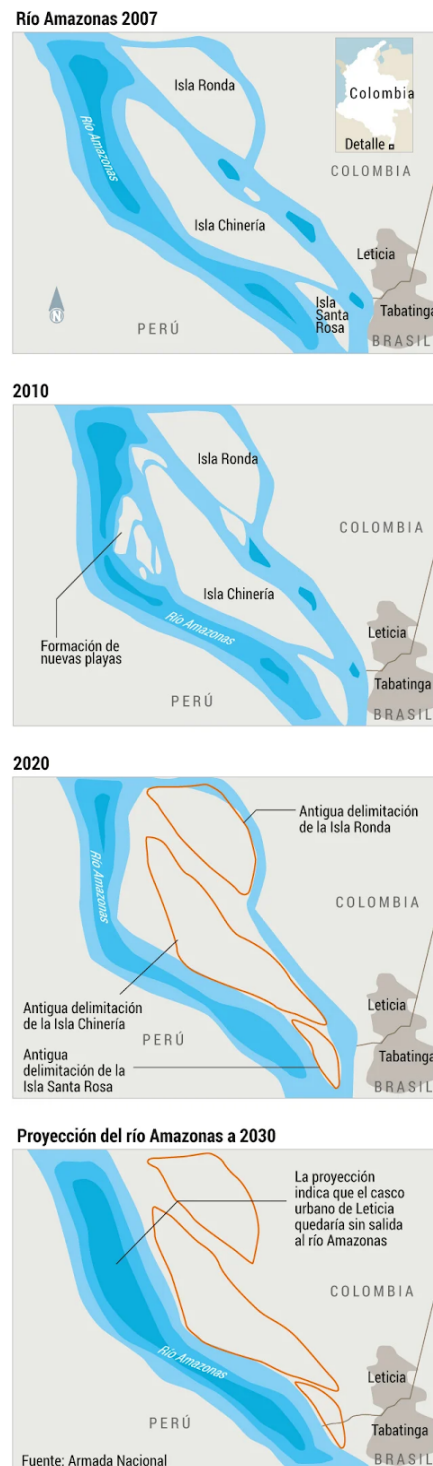 Río Amazonas 2007
Isla Ronda
Colombia
Detalle
COLOMBIA
Río Amazonas
Isla Chinería
Leticia
Isla
Santa
Rosa
Tabatinga
N
PERÚ
BRASIL
2010
Isla Ronda
COLOMBIA
Isla Chinería
Río Amazonas
Leticia
Formación de
nuevas playas
Tabatinga
PERÚ
BRASIL
2020
Antigua delimitación
de la Isla Ronda
Río Amazonas
COLOMBIA
Antigua delimitación
de la Isla Chinería
Leticia
PERÚ
Antigua
delimitación de la
Isla Santa Rosa
Tabatinga
BRASIL
Proyección del río Amazonas a 2030
La proyección
indica que el casco
urbano de Leticia
quedaría sin salida
al río Amazonas
COLOMBIA
Río Amazonas
Leticia
PERÚ
Tabatinga
Fuente: Armada Nacional
BRASIL